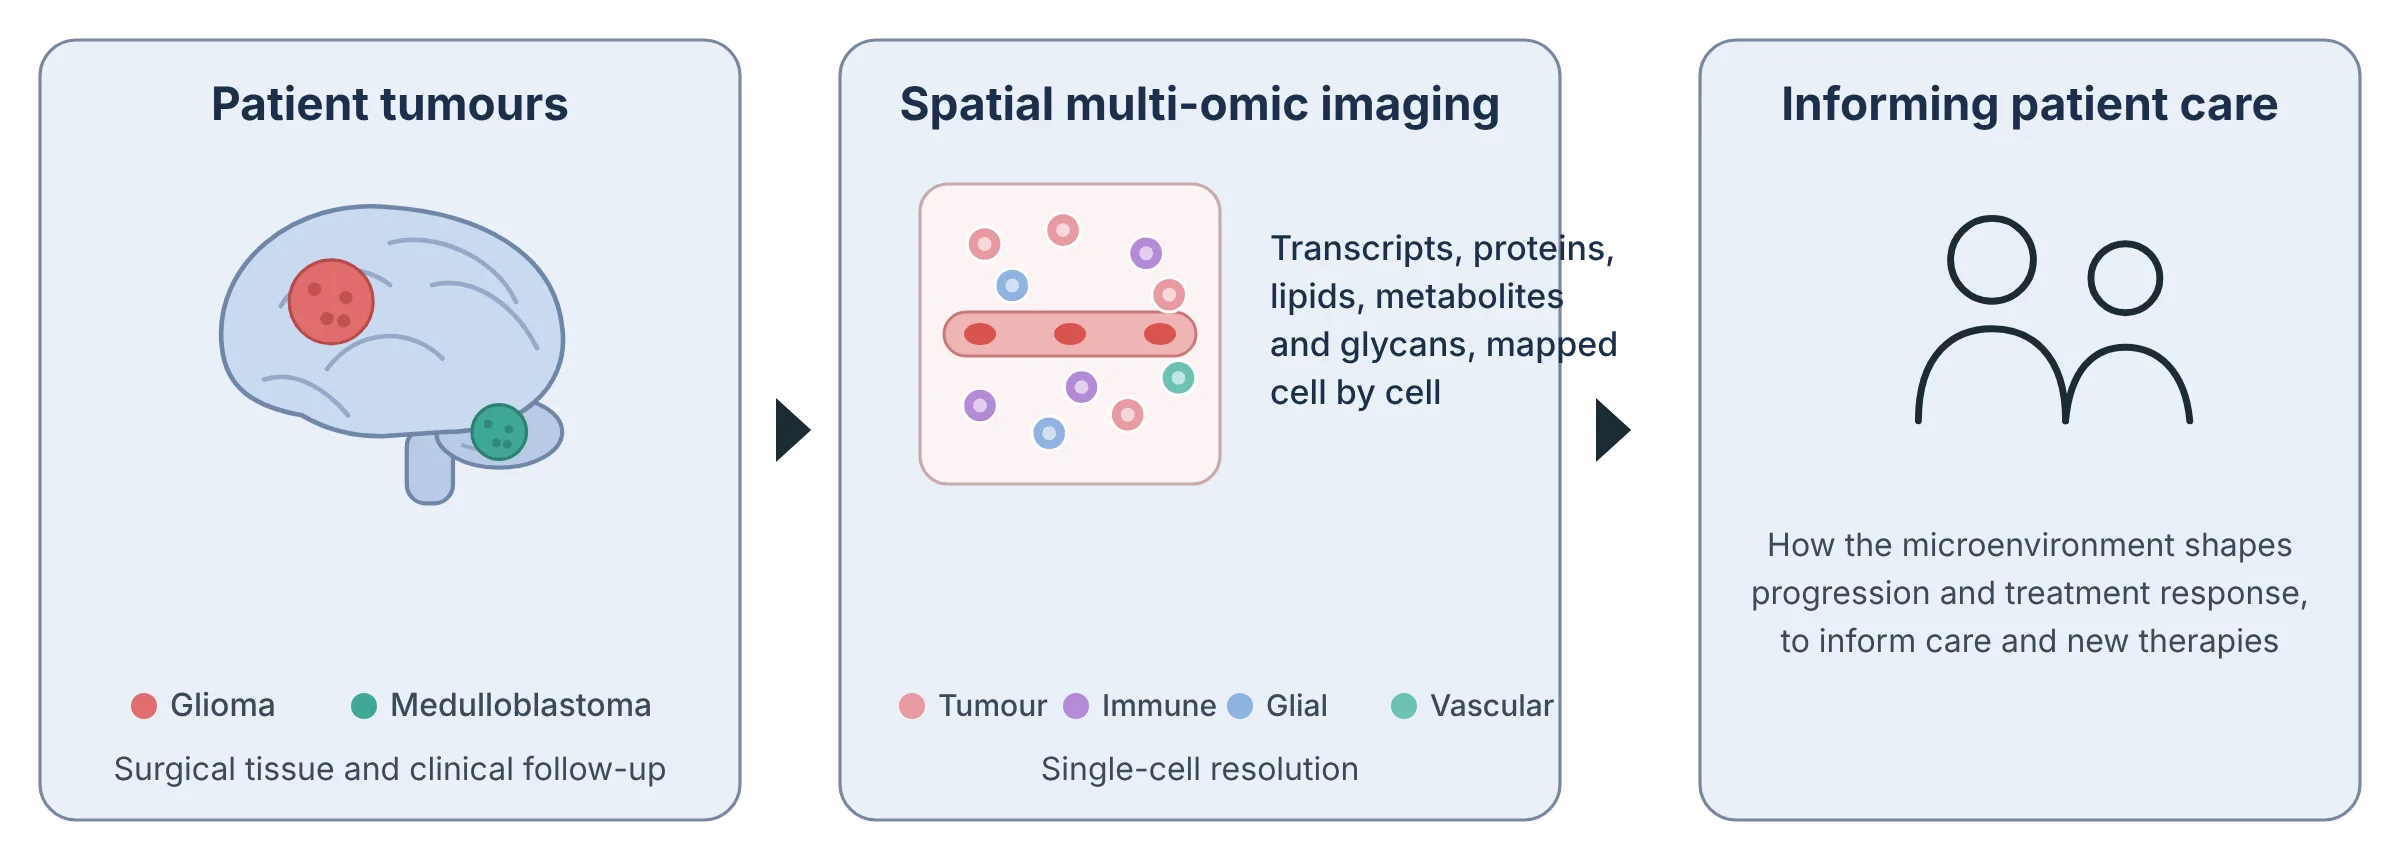 Patient tumours
Glioma
Medulloblastoma
Surgical tissue and clinical follow-up
Spatial multi-omic imaging
Transcripts, proteins,
lipids, metabolites
and glycans, mapped
cell by cell
Tumour
Immune
Glial
Vascular
Single-cell resolution
Informing patient care
How the microenvironment shapes
progression and treatment response,
to inform care and new therapies